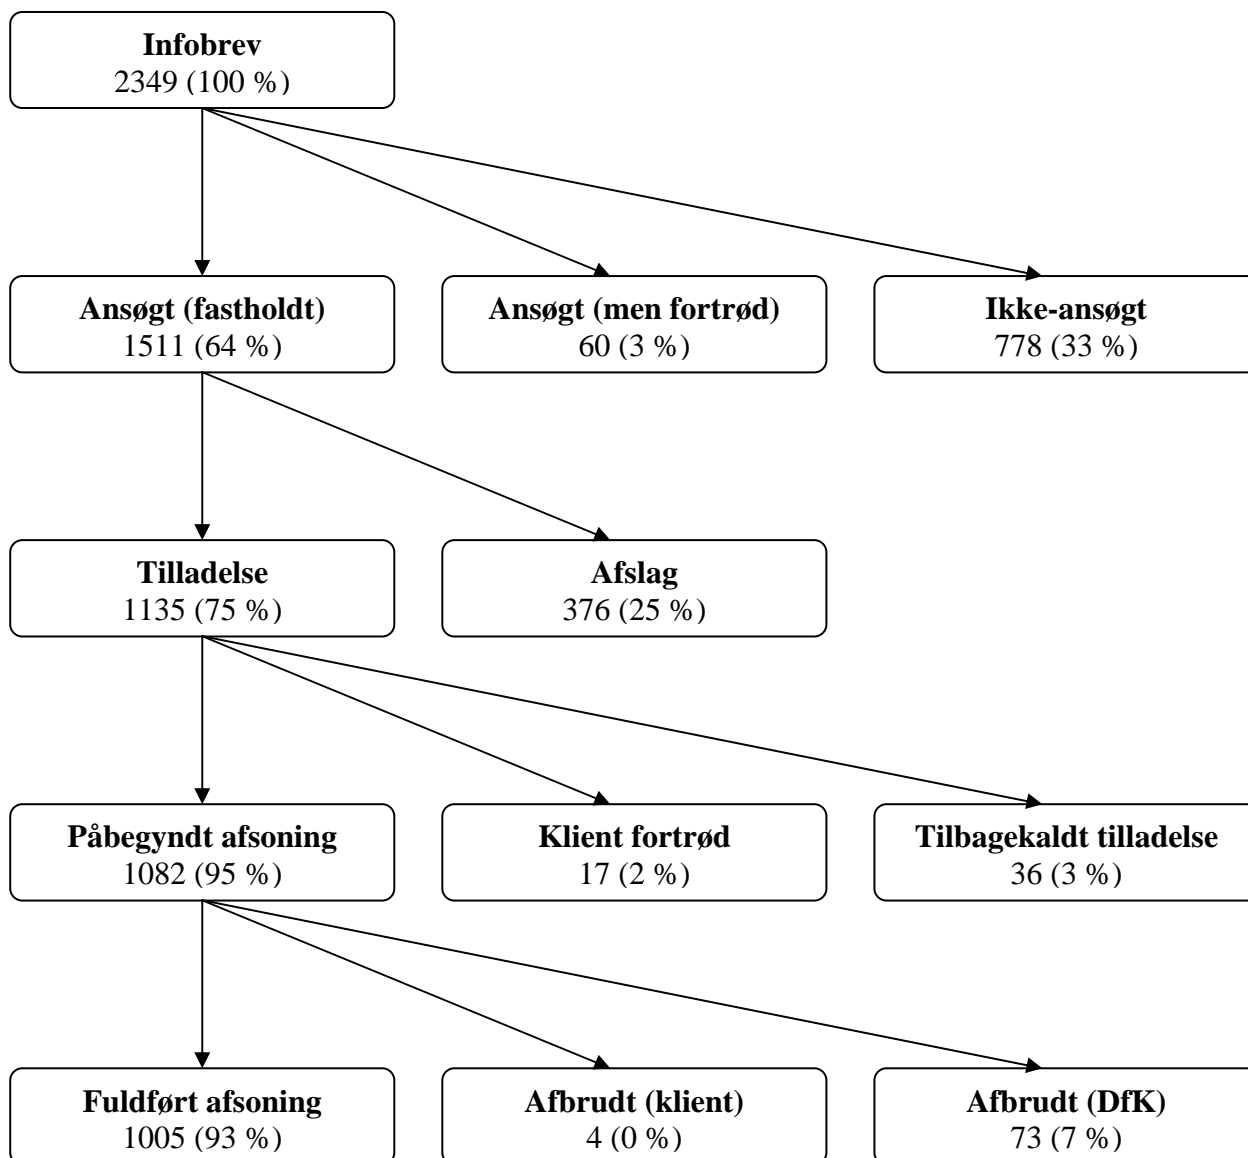 Infobrev
2349 (100 %)
Ansøgt (fastholdt)
1511 (64 %)
Ansøgt (men fortrød)
60 (3 %)
Ikke-ansøgt
778 (33 %)
Tilladelse
1135 (75 %)
Afslag
376 (25 %)
Påbegyndt afsoning
1082 (95 %)
Klient fortrød
17 (2 %)
Tilbagekaldt tilladelse
36 (3 %)
Fuldført afsoning
1005 (93 %)
Afbrudt (klient)
4 (0 %)
Afbrudt (DfK)
73 (7 %)